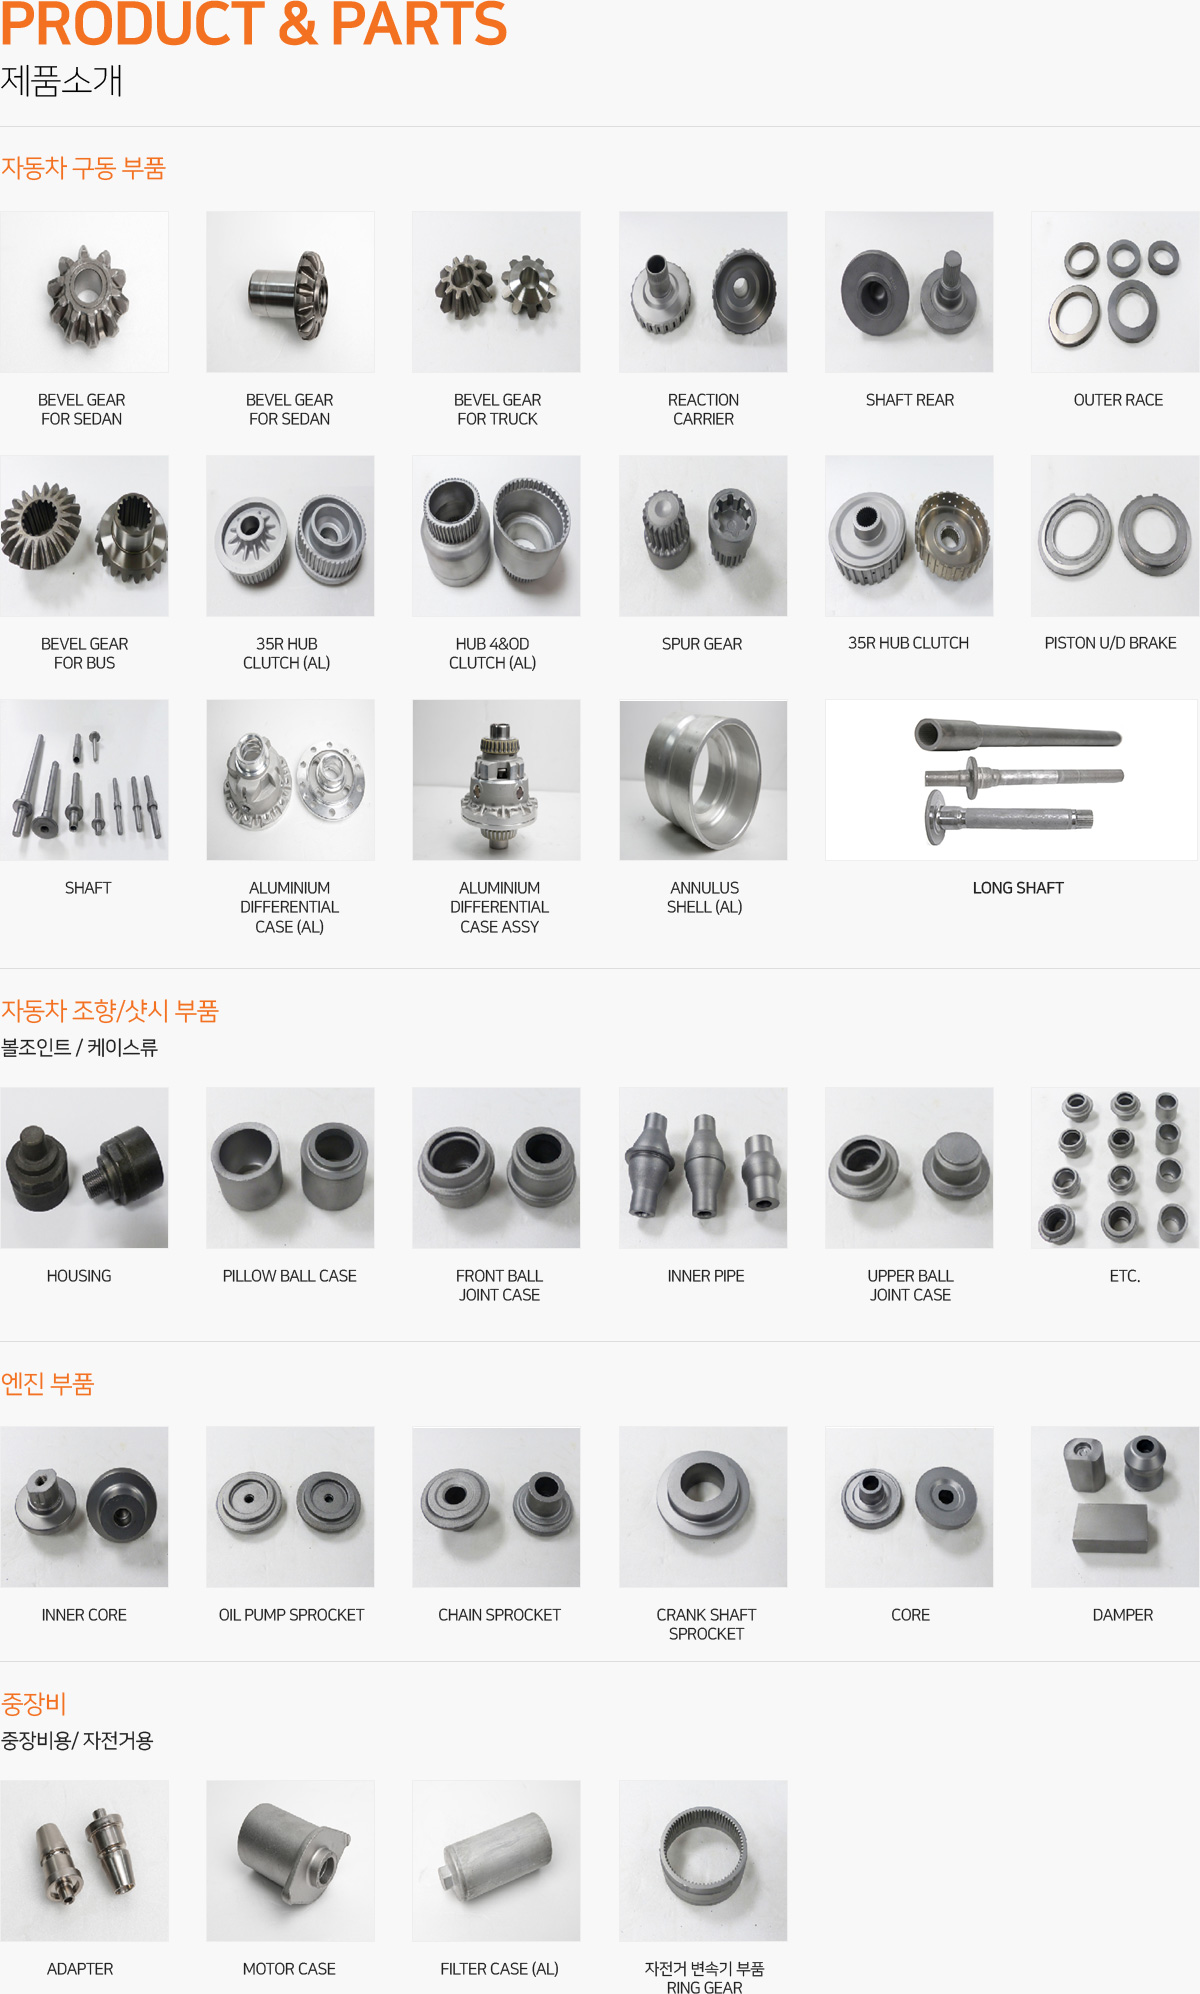 PRODUCT & PARTS
제품소개
자동차 구동 부품
BEVEL GEAR
FOR SEDAN
BEVEL GEAR
FOR SEDAN
BEVEL GEAR
FOR TRUCK
REACTION
CARRIER
SHAFT REAR
OUTER RACE
BEVEL GEAR
FOR BUS
35R HUB
CLUTCH (AL)
HUB 4&OD
CLUTCH (AL)
SPUR GEAR
35R HUB CLUTCH
PISTON U/D BRAKE
SHAFT
ALUMINIUM
DIFFERENTIAL
CASE (AL)
ALUMINIUM
DIFFERENTIAL
CASE ASSY
ANNULUS
SHELL (AL)
LONG SHAFT
자동차 조향/샷시 부품
볼조인트 / 케이스류
HOUSING
PILLOW BALL CASE
FRONT BALL
JOINT CASE
INNER PIPE
UPPER BALL
JOINT CASE
ETC.
엔진 부품
INNER CORE
OIL PUMP SPROCKET
CHAIN SPROCKET
CRANK SHAFT
SPROCKET
CORE
DAMPER
중장비
중장비용/ 자전거용
ADAPTER
MOTOR CASE
FILTER CASE (AL)
자전거 변속기 부품
RING GEAR